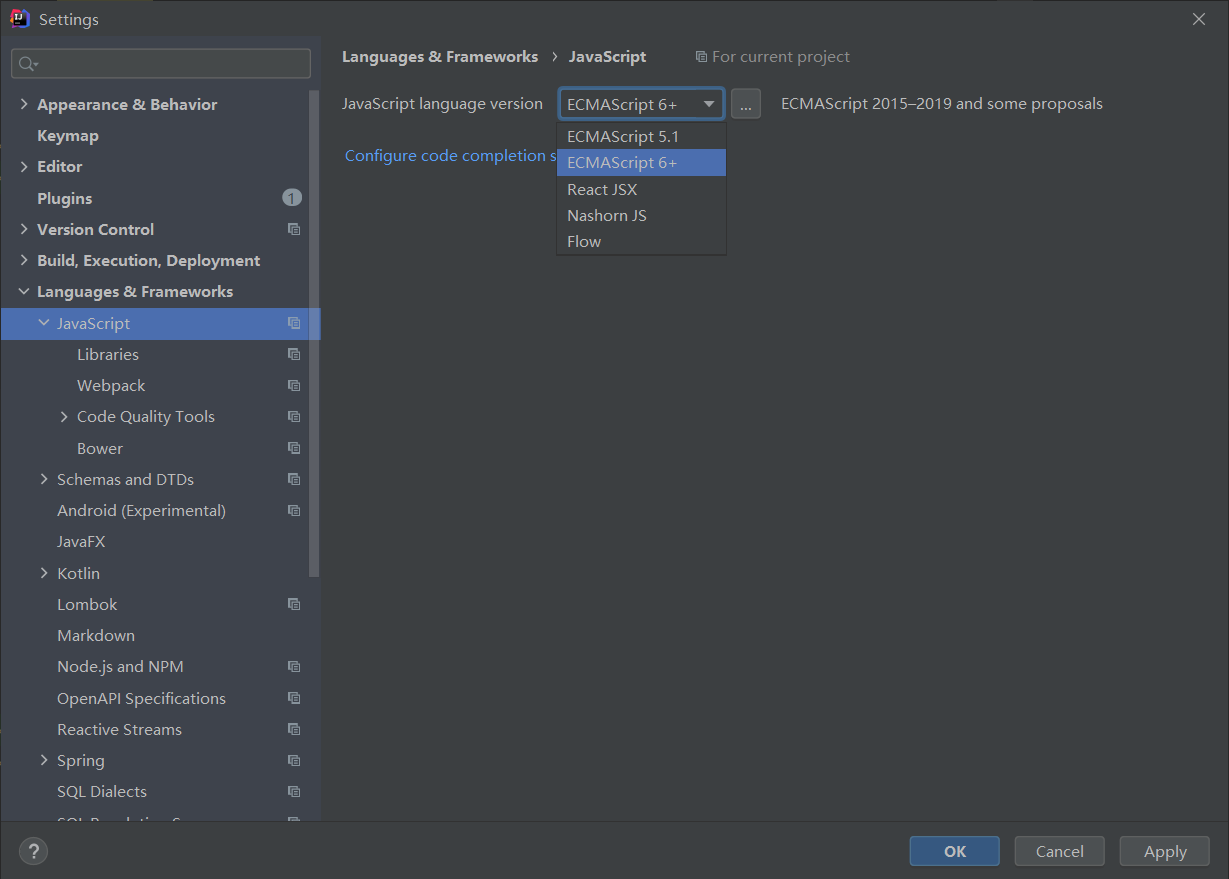 Settings
Languages & Frameworks › JavaScript For current project
JavaScript language version ECMAScript 6+ ... ECMAScript 2015–2019 and some proposals
ECMAScript 5.1
Configure code completion
ECMAScript 6+
React JSX
Nashorn JS
Flow
Appearance & Behavior
Keymap
Editor
Plugins 1
Version Control
Build, Execution, Deployment
Languages & Frameworks
JavaScript
Libraries
Webpack
Code Quality Tools
Bower
Schemas and DTDs
Android (Experimental)
JavaFX
Kotlin
Lombok
Markdown
Node.js and NPM
OpenAPI Specifications
Reactive Streams
Spring
SQL Dialects
SQL
? OK Cancel Apply